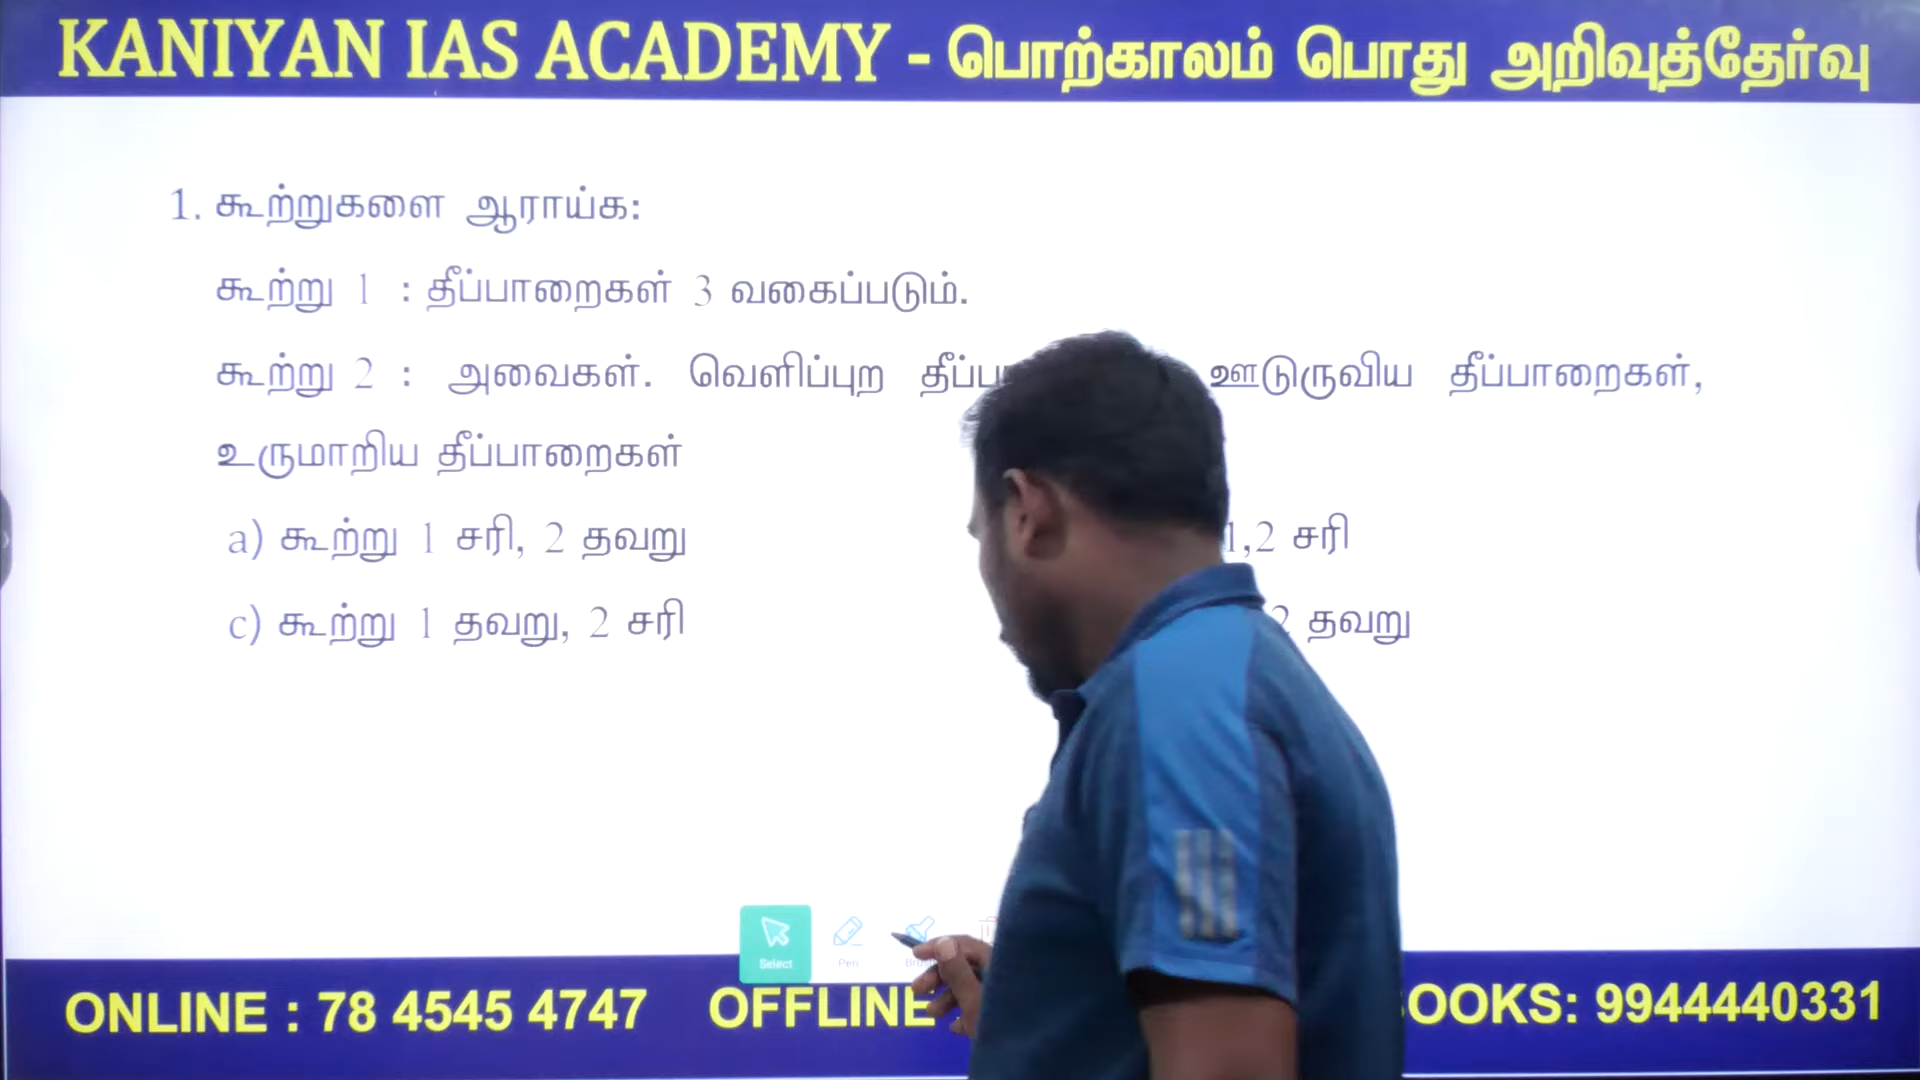 KANIYAN IAS ACADEMY - பொற்காலம் பொது அறிவுத்தேர்வு
1. கூற்றுகளை ஆராய்க:
கூற்று 1 : தீப்பாறைகள் 3 வகைப்படும்.
கூற்று 2 : அவைகள். வெளிப்புற ஊடுருவிய தீப்பாறைகள்,
உருமாறிய தீப்பாறைகள்
a) கூற்று 1 சரி, 2 தவறு 1,2 சரி
c) கூற்று 1 தவறு, 2 சரி 2 தவறு
Select Pen
ONLINE : 78 4545 4747 OFFLINE OOKS: 9944440331